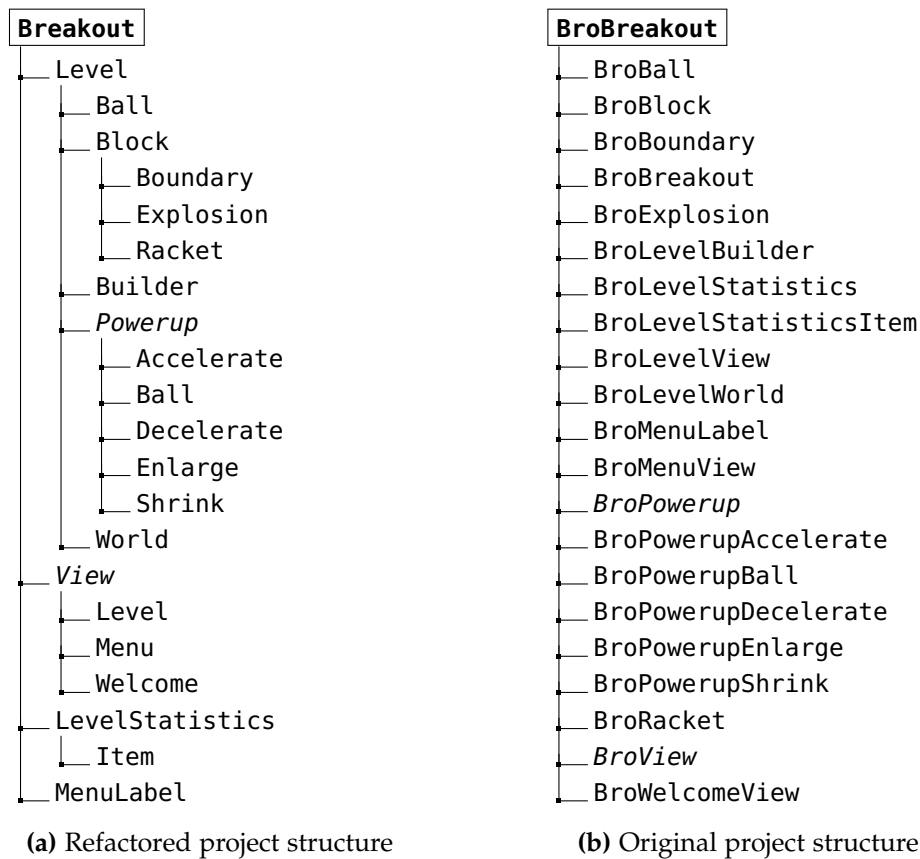 Breakout
Level
Ball
Block
Boundary
Explosion
Racket
Builder
Powerup
Accelerate
Ball
Decelerate
Enlarge
Shrink
World
View
Level
Menu
Welcome
LevelStatistics
Item
MenuLabel
(a) Refactored project structure
BroBreakout
BroBall
BroBlock
BroBoundary
BroBreakout
BroExplosion
BroLevelBuilder
BroLevelStatistics
BroLevelStatisticsItem
BroLevelView
BroLevelWorld
BroMenuLabel
BroMenuView
BroPowerup
BroPowerupAccelerate
BroPowerupBall
BroPowerupDecelerate
BroPowerupEnlarge
BroPowerupShrink
BroRacket
BroView
BroWelcomeView
(b) Original project structure